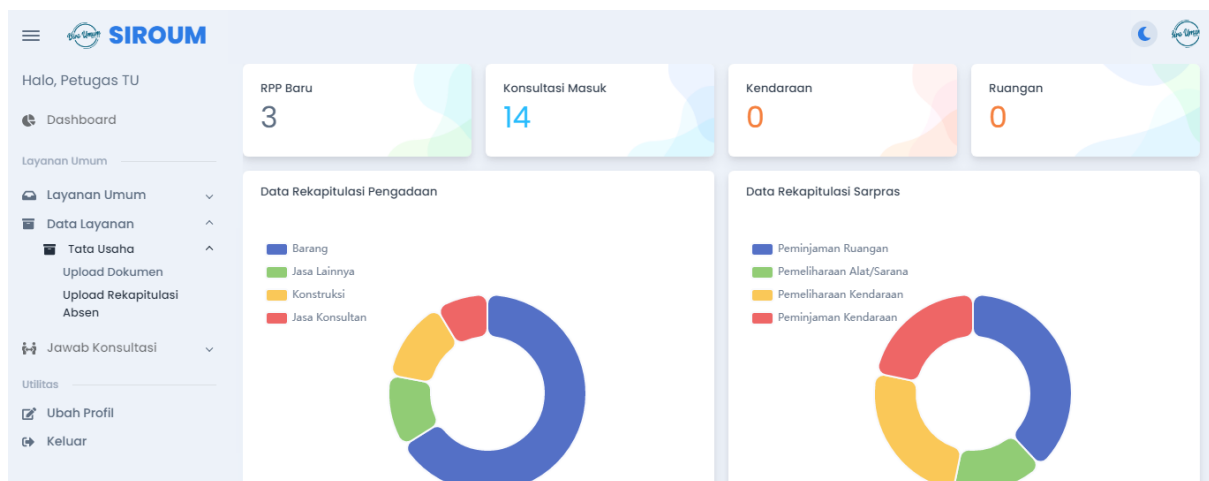 SIROUM
Halo, Petugas TU
Dashboard
Layanan Umum
Layanan Umum
Data Layanan
Tata Usaha
Upload Dokumen
Upload Rekapitulasi
Absen
Jawab Konsultasi
Utilitas
Ubah Profil
Keluar
RPP Baru
3
Konsultasi Masuk
14
Kendaraan
0
Ruangan
0
Data Rekapitulasi Pengadaan
Barang
Jasa Lainnya
Konstruksi
Jasa Konsultan
Data Rekapitulasi Sarpras
Peminjaman Ruangan
Pemeliharaan Alat/Sarana
Pemeliharaan Kendaraan
Peminjaman Kendaraan